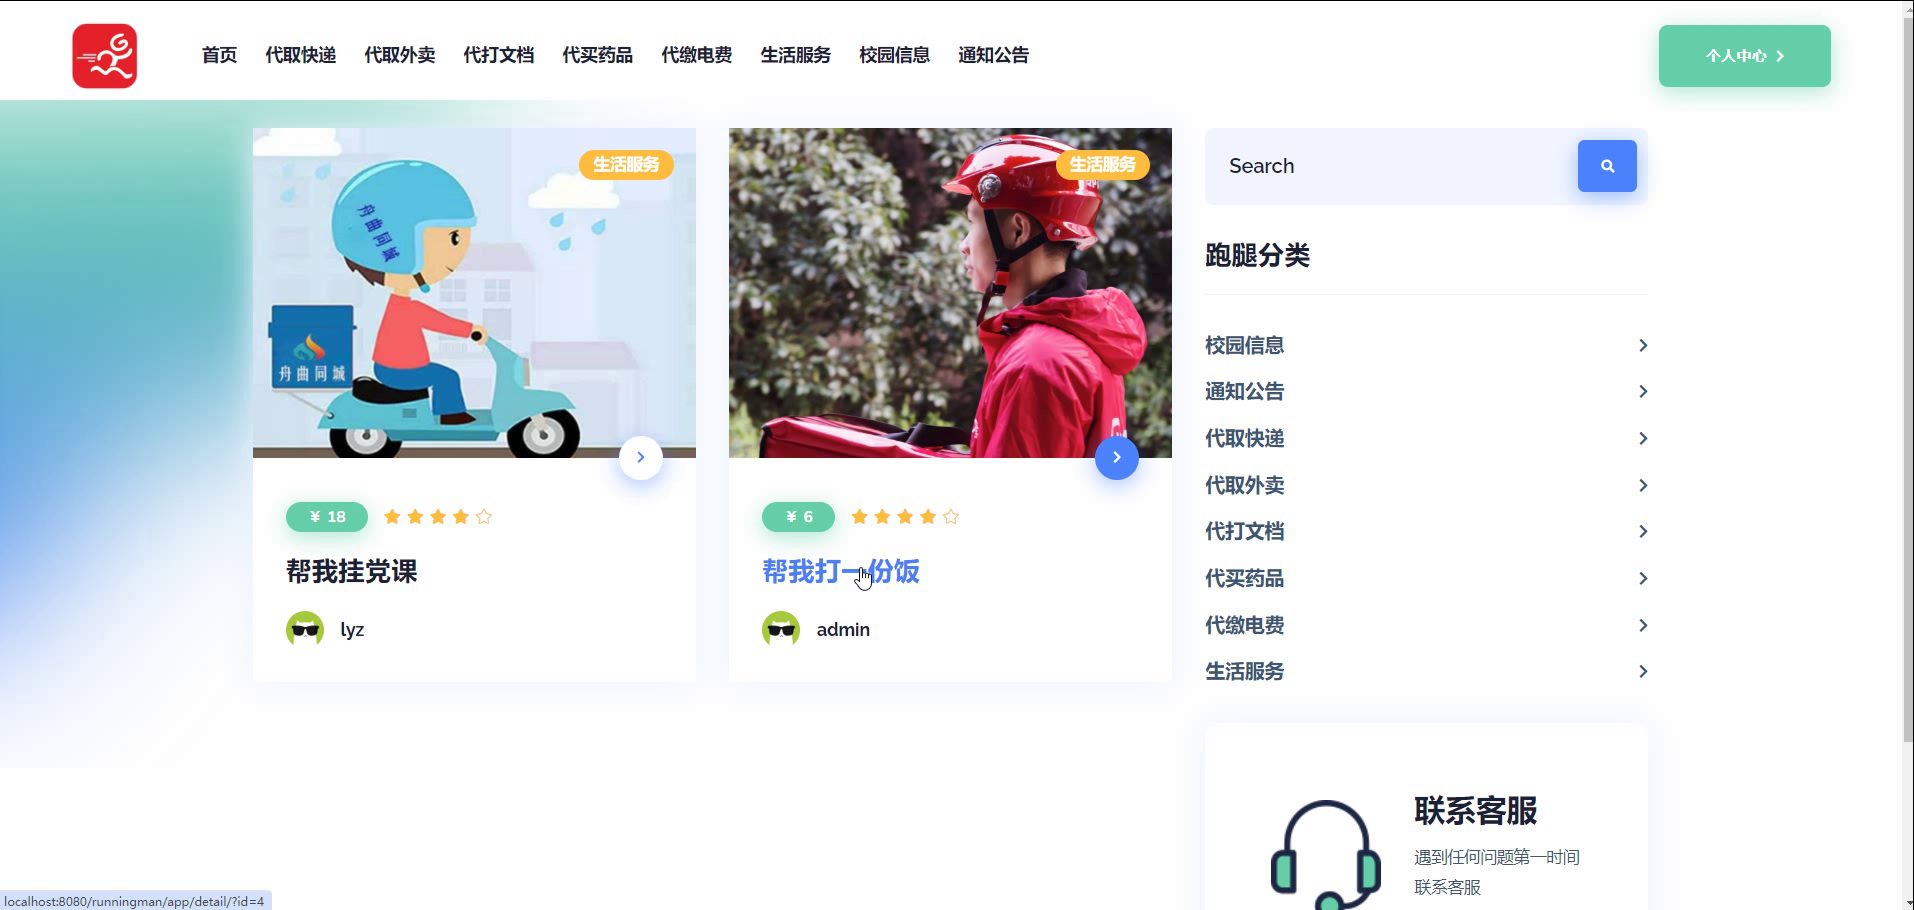 首页 代取快递 代取外卖 代打文档 代买药品 代缴电费 生活服务 校园信息 通知公告
个人中心
生活服务
舟曲同城
舟曲同城
¥ 18
帮我挂党课
lyz
生活服务
¥ 6
帮我打一份饭
admin
Search
跑腿分类
校园信息
通知公告
代取快递
代取外卖
代打文档
代买药品
代缴电费
生活服务
联系客服
遇到任何问题第一时间
联系客服
localhost:8080/runningman/app/detail/?id=4